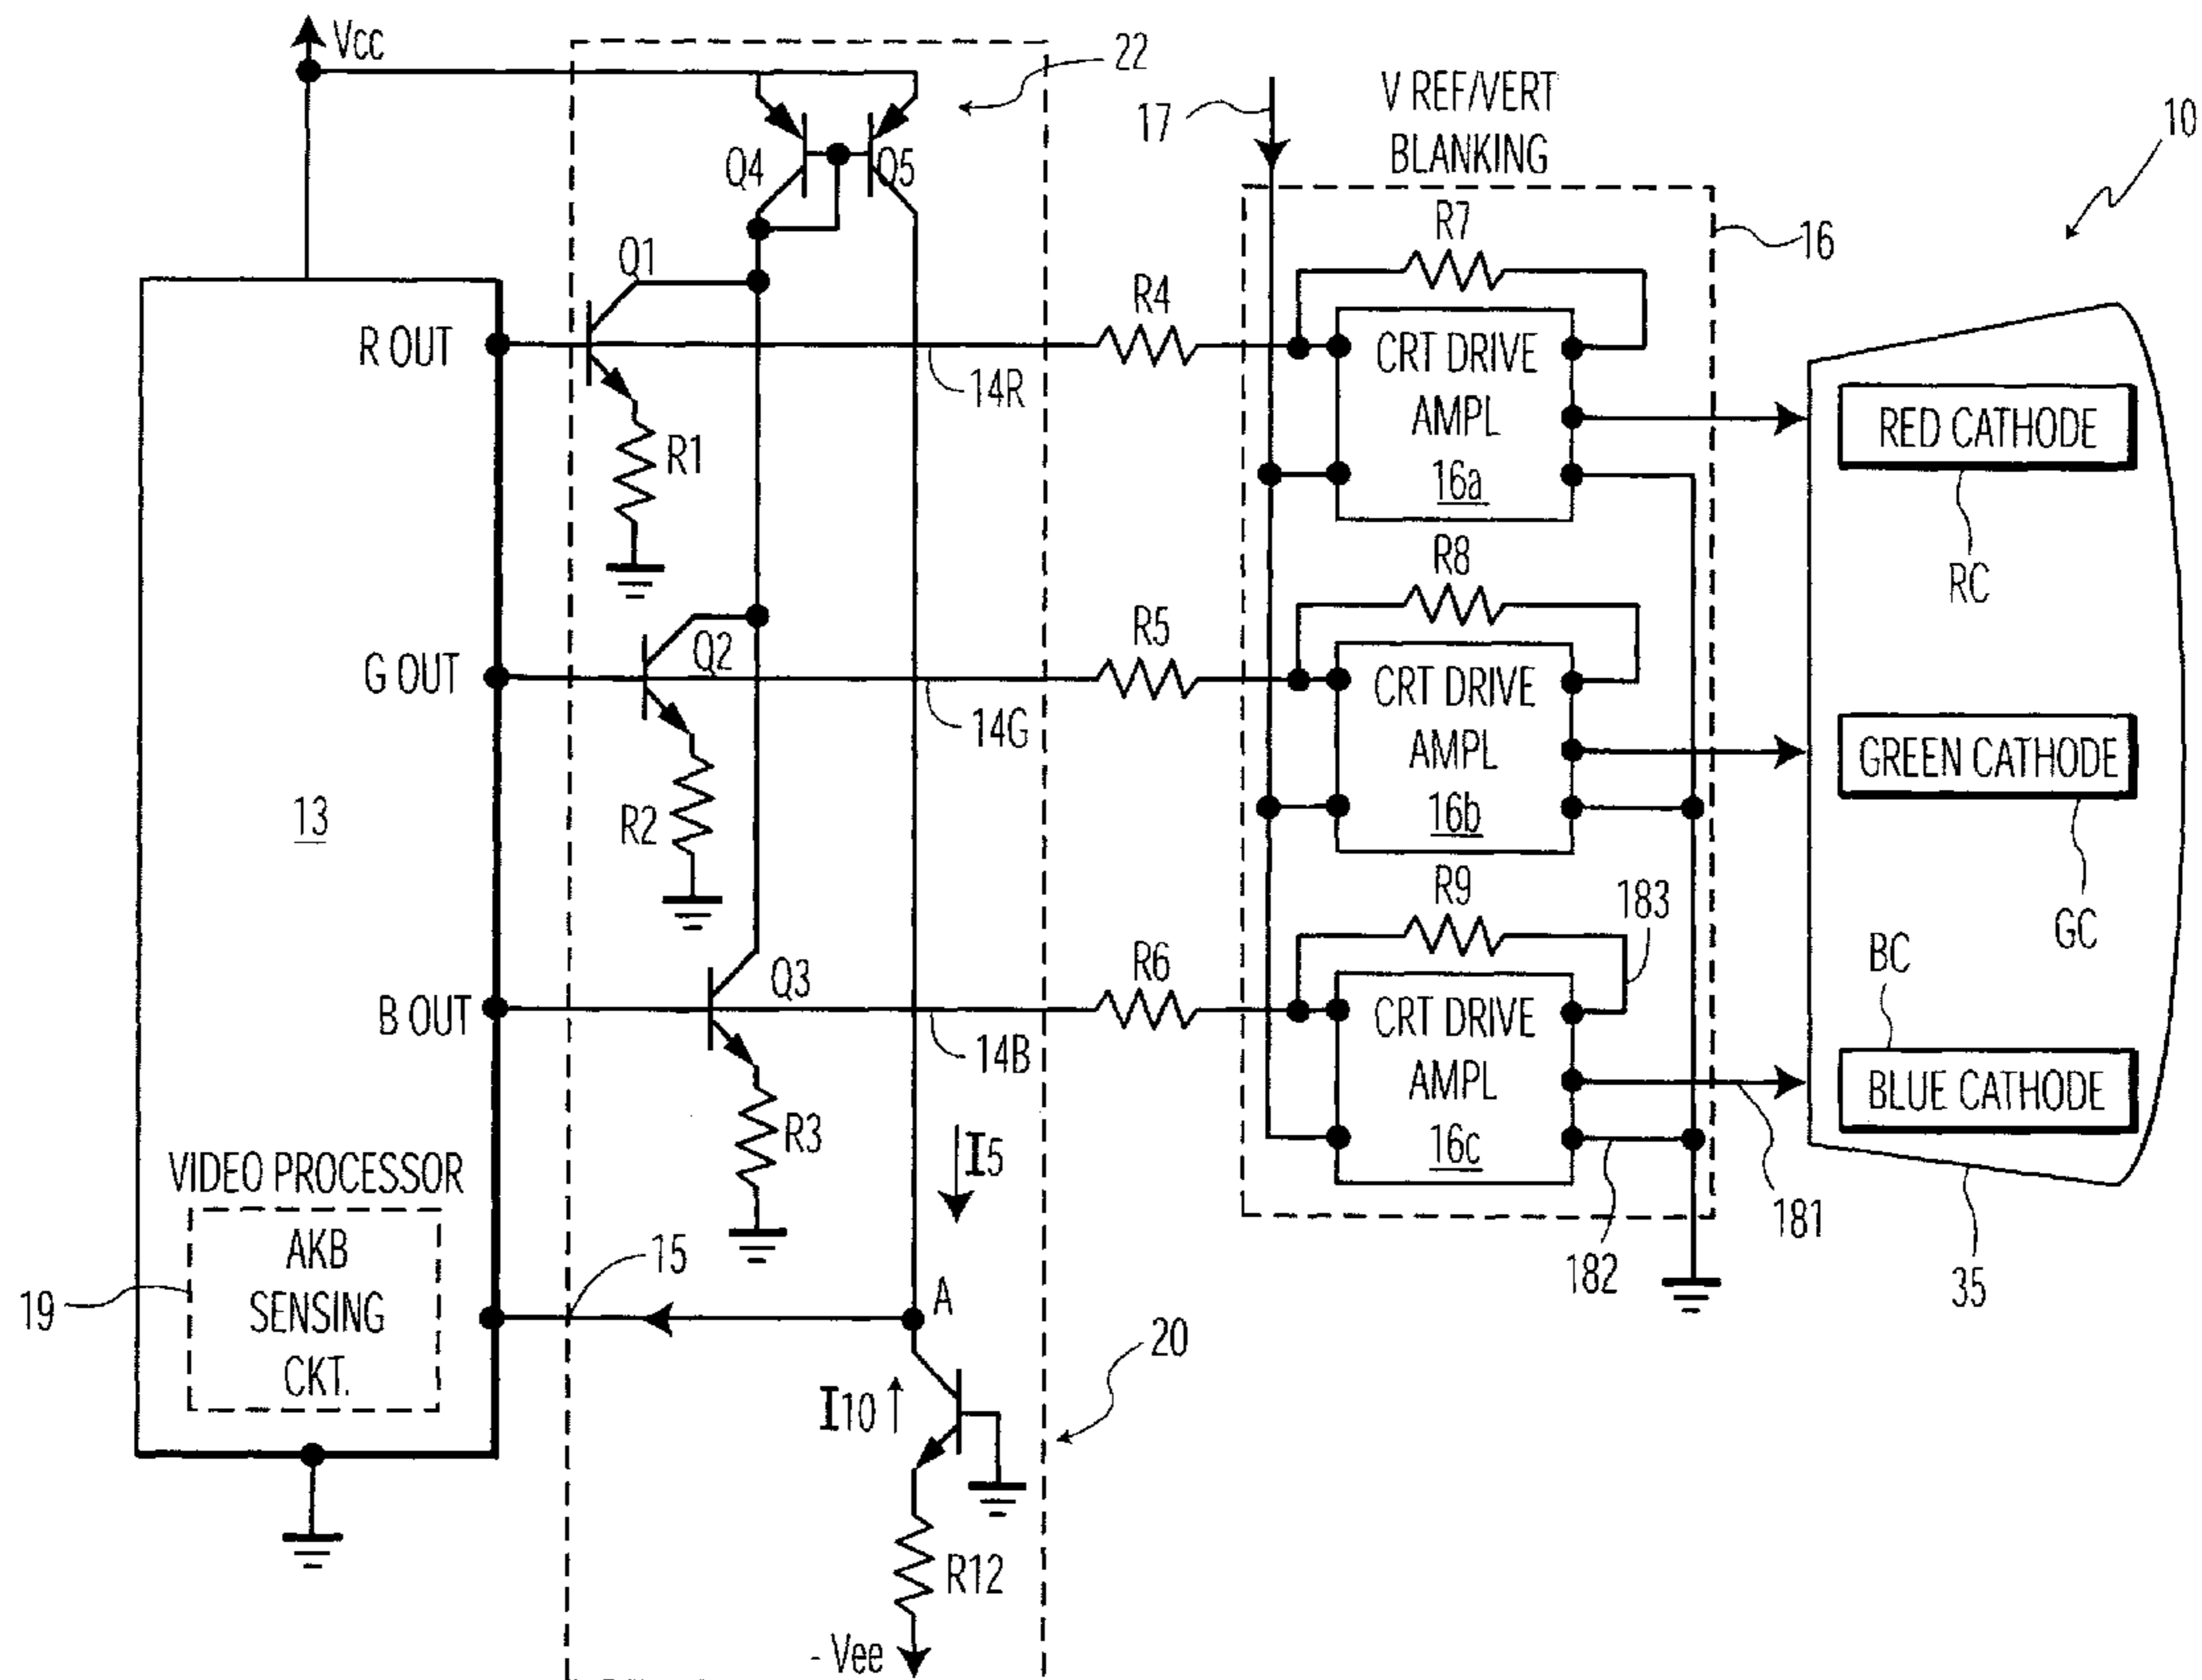 Vcc
22
17
V REF/VERT
BLANKING
10
Q4
Q5
16
Q1
R4
R7
R OUT
14R
CRT DRIVE
AMPL
16a
RED CATHODE
R1
RC
R8
Q2
R5
G OUT
14G
CRT DRIVE
AMPL
16b
GREEN CATHODE
R2
13
GC
R9
183
Q3
R6
BC
B OUT
14B
CRT DRIVE
AMPL
16c
BLUE CATHODE
R3
I5
VIDEO PROCESSOR
AKB
SENSING
CKT.
19
15
A
181
182
35
20
I10
R12
- Vee